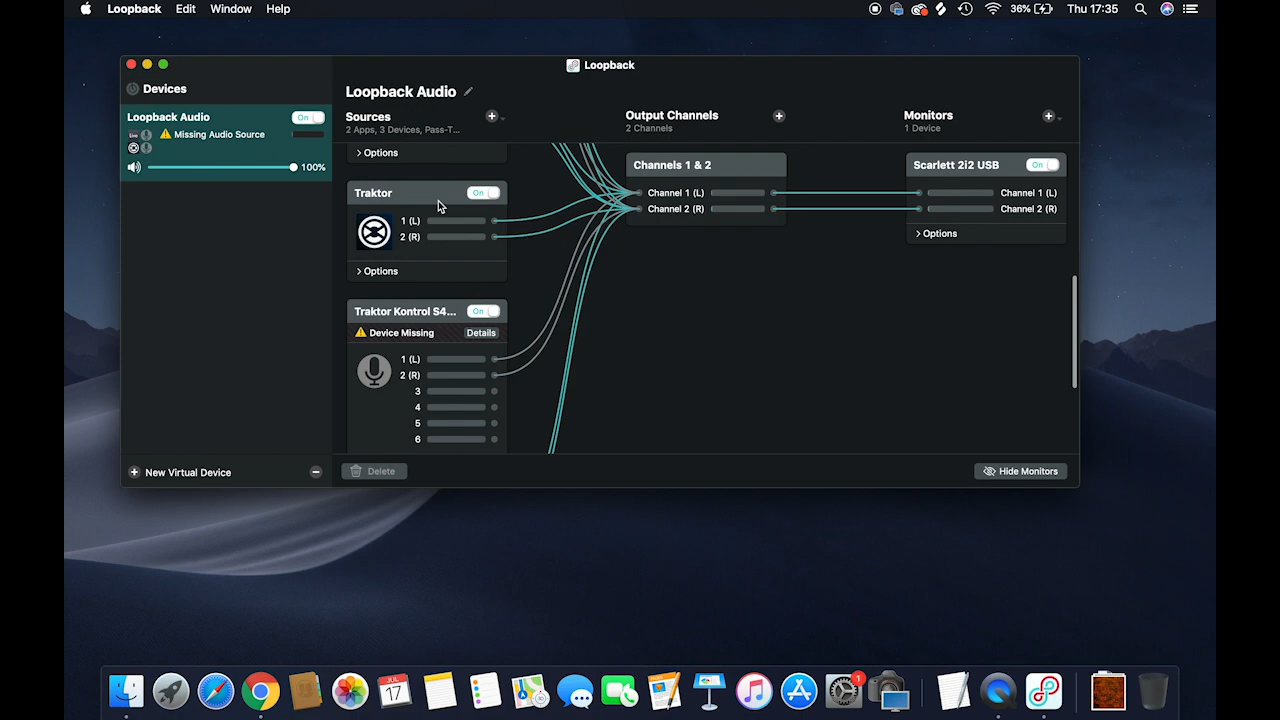 Loopback Edit Window Help
36% Thu 17:35
Loopback
Devices
Loopback Audio On
Missing Audio Source
100%
New Virtual Device
Loopback Audio
Sources
2 Apps, 3 Devices, Pass-T...
Options
Traktor On
1 (L)
2 (R)
Options
Traktor Kontrol S4... On
Device Missing Details
1 (L)
2 (R)
3
4
5
6
Delete
Output Channels
2 Channels
Channels 1 & 2
Channel 1 (L)
Channel 2 (R)
Monitors
1 Device
Scarlett 2i2 USB On
Channel 1 (L)
Channel 2 (R)
Options
Hide Monitors
JUL
17
1